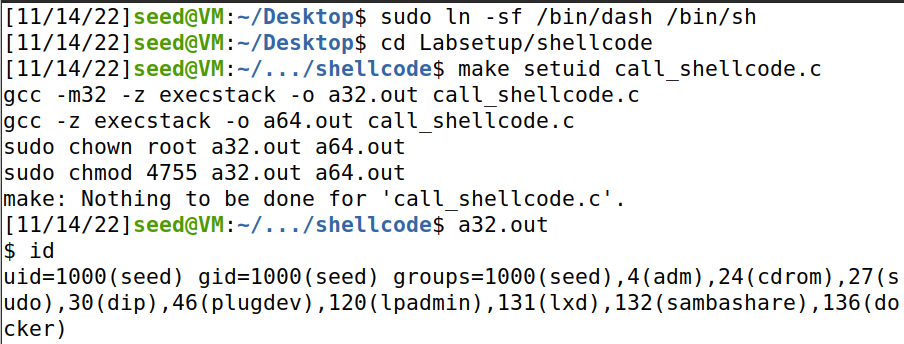 [11/14/22]seed@VM:~/Desktop$ sudo ln -sf /bin/dash /bin/sh
[11/14/22]seed@VM:~/Desktop$ cd Labsetup/shellcode
[11/14/22]seed@VM:~/.../shellcode$ make setuid call_shellcode.c
gcc -m32 -z execstack -o a32.out call_shellcode.c
gcc -z execstack -o a64.out call_shellcode.c
sudo chown root a32.out a64.out
sudo chmod 4755 a32.out a64.out
make: Nothing to be done for 'call_shellcode.c'.
[11/14/22]seed@VM:~/.../shellcode$ a32.out
$ id
uid=1000(seed) gid=1000(seed) groups=1000(seed),4(adm),24(cdrom),27(s
udo),30(dip),46(plugdev),120(lpadmin),131(lxd),132(sambashare),136(do
cker)